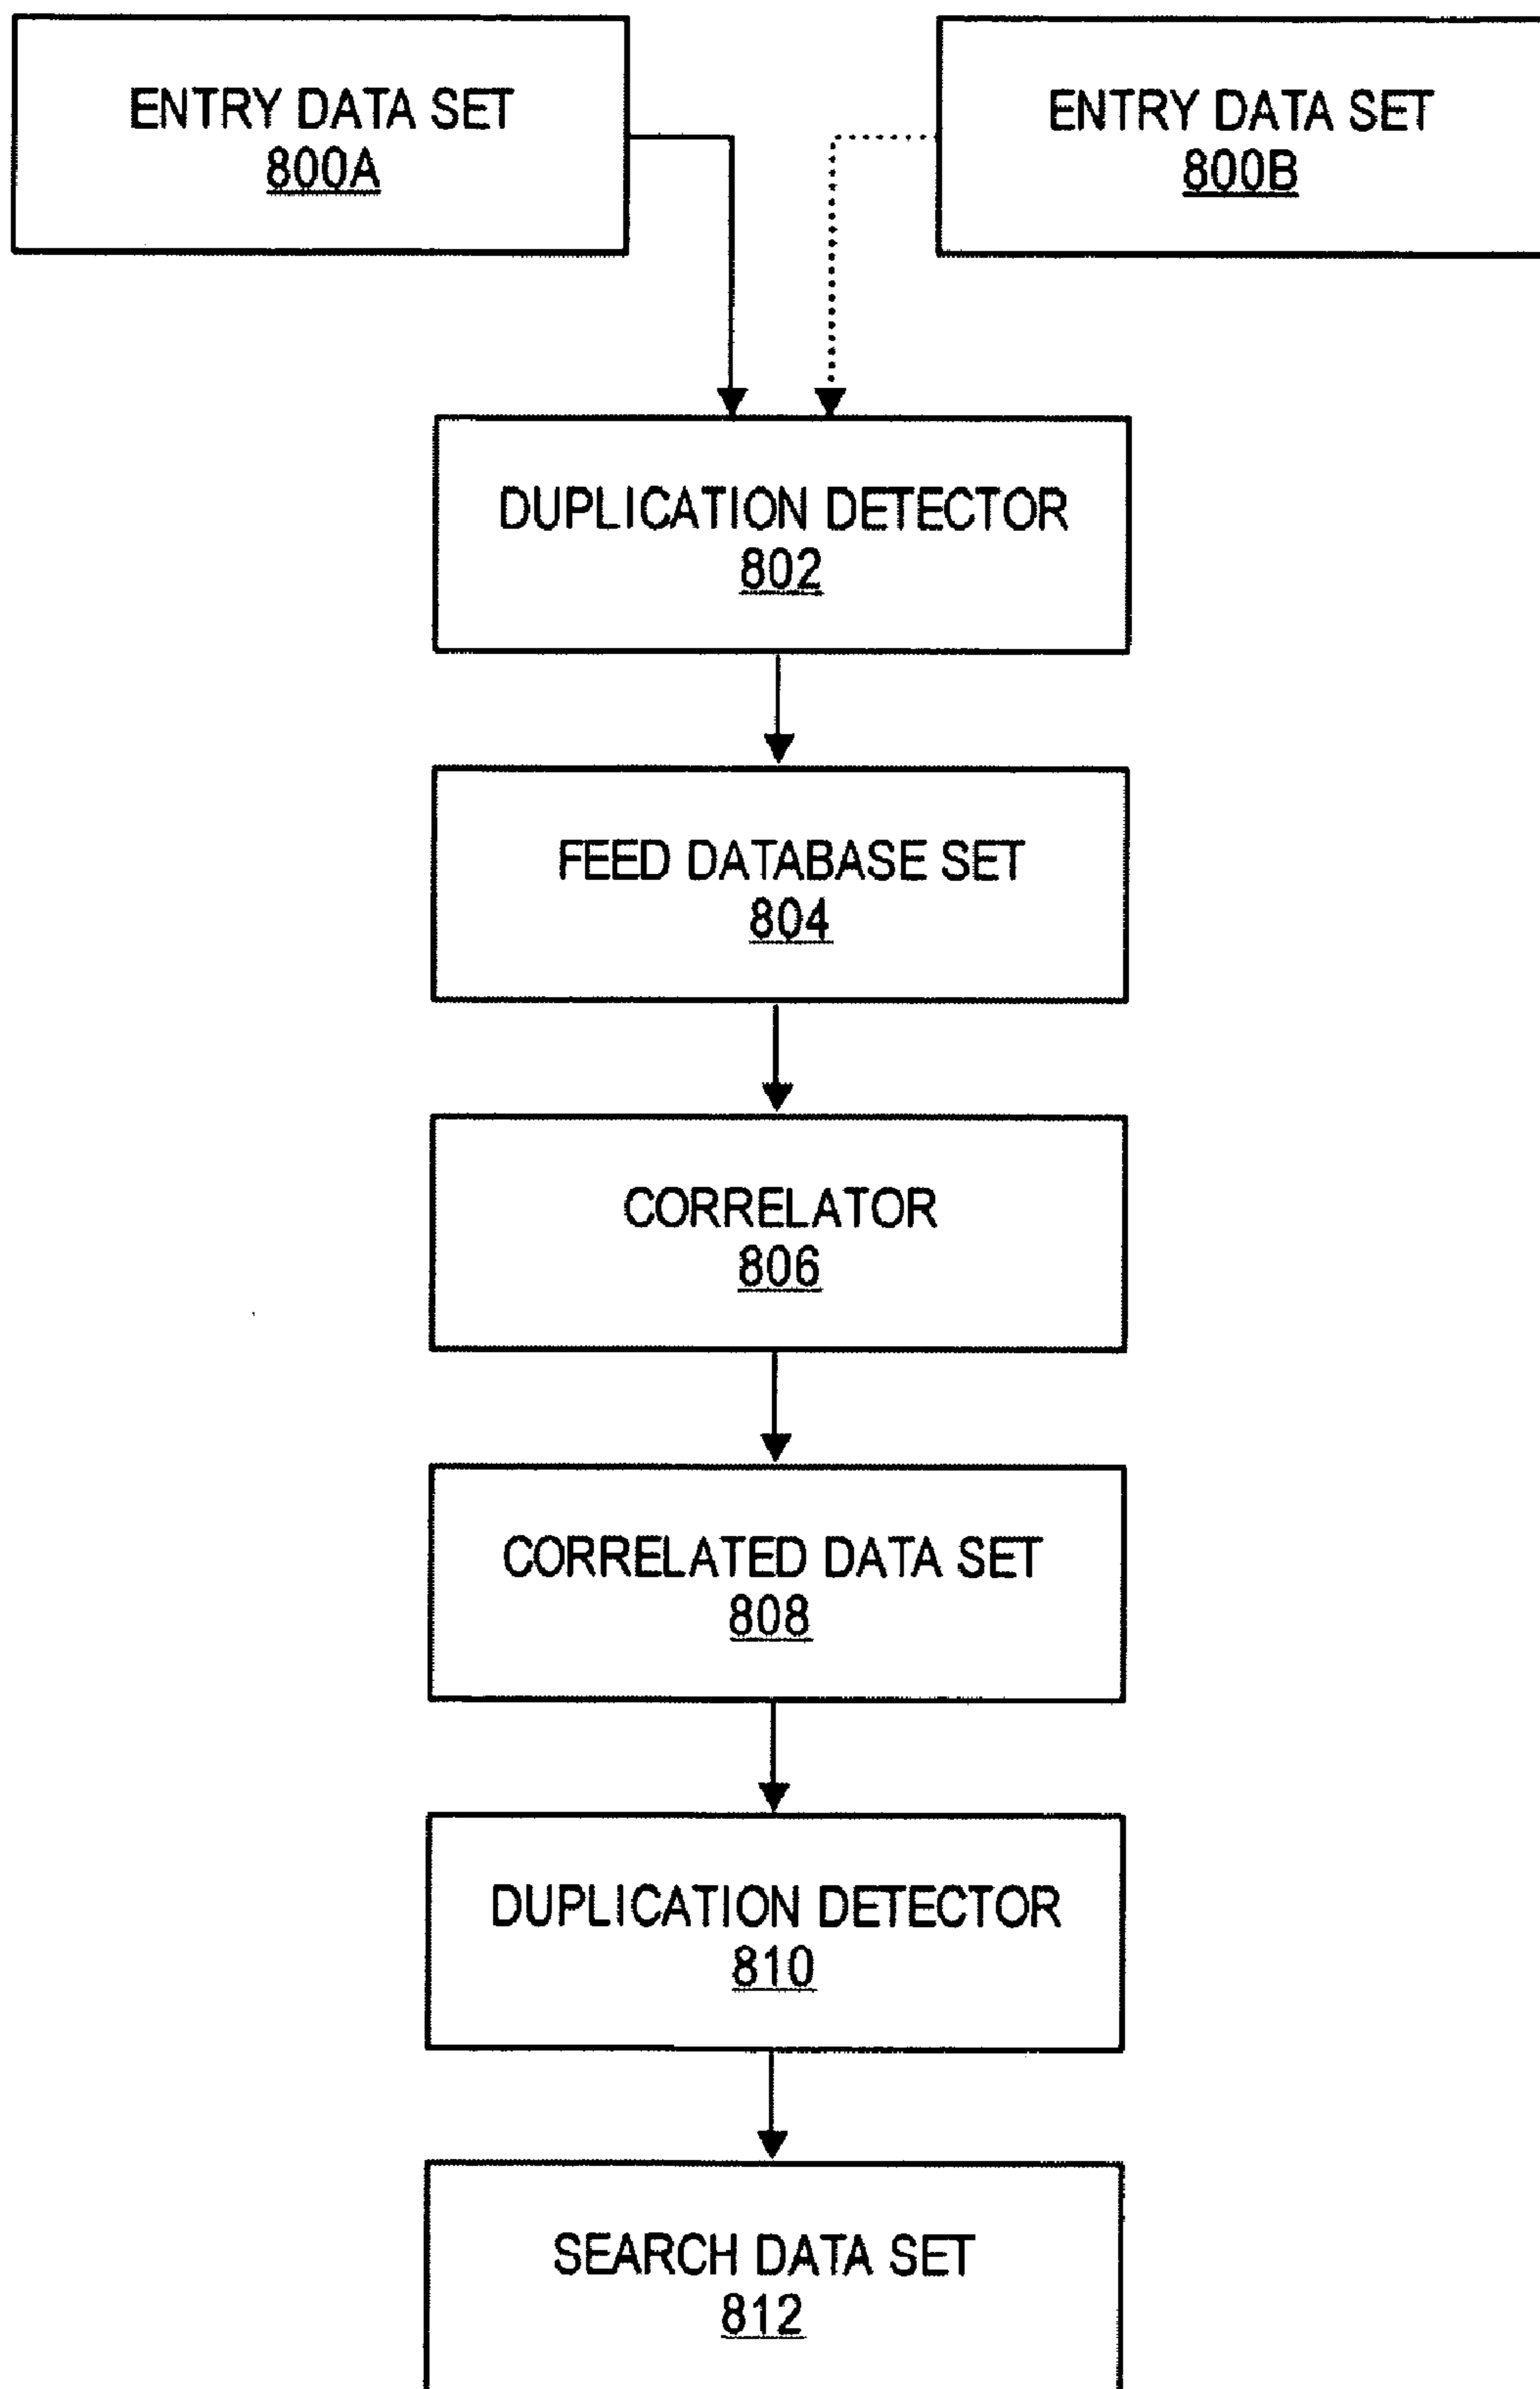 ENTRY DATA SET
800A
ENTRY DATA SET
800B
DUPLICATION DETECTOR
802
FEED DATABASE SET
804
CORRELATOR
806
CORRELATED DATA SET
808
DUPLICATION DETECTOR
810
SEARCH DATA SET
812